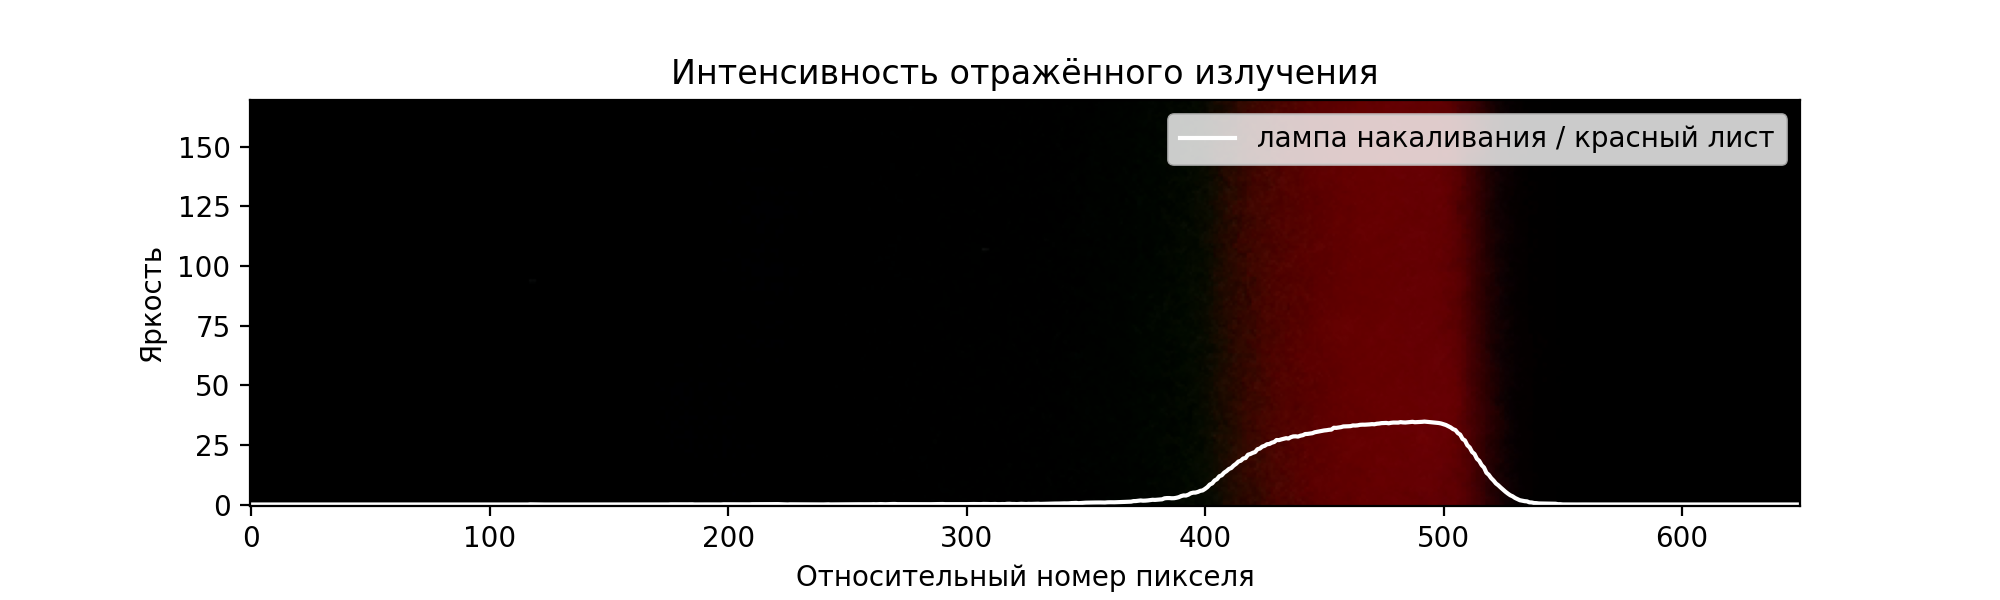 Интенсивность отражённого излучения
лампа накаливания / красный лист
150
125
100
75
50
25
0
Яркость
0 100 200 300 400 500 600
Относительный номер пикселя